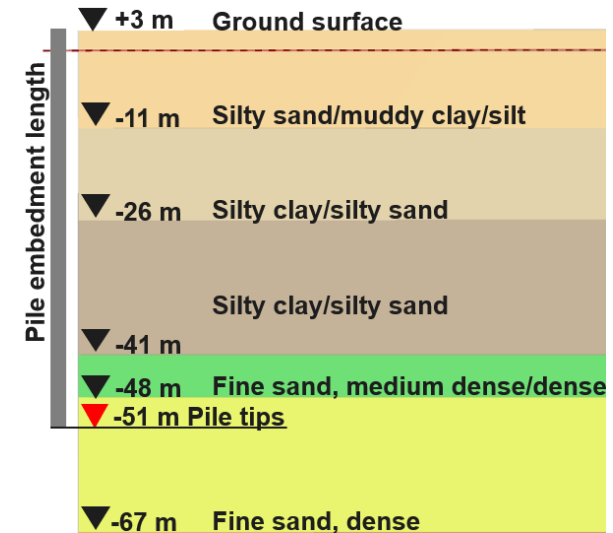 +3 m Ground surface
Pile embedment length
-11 m Silty sand/muddy clay/silt
-26 m Silty clay/silty sand
Silty clay/silty sand
-41 m
-48 m Fine sand, medium dense/dense
-51 m Pile tips
-67 m Fine sand, dense